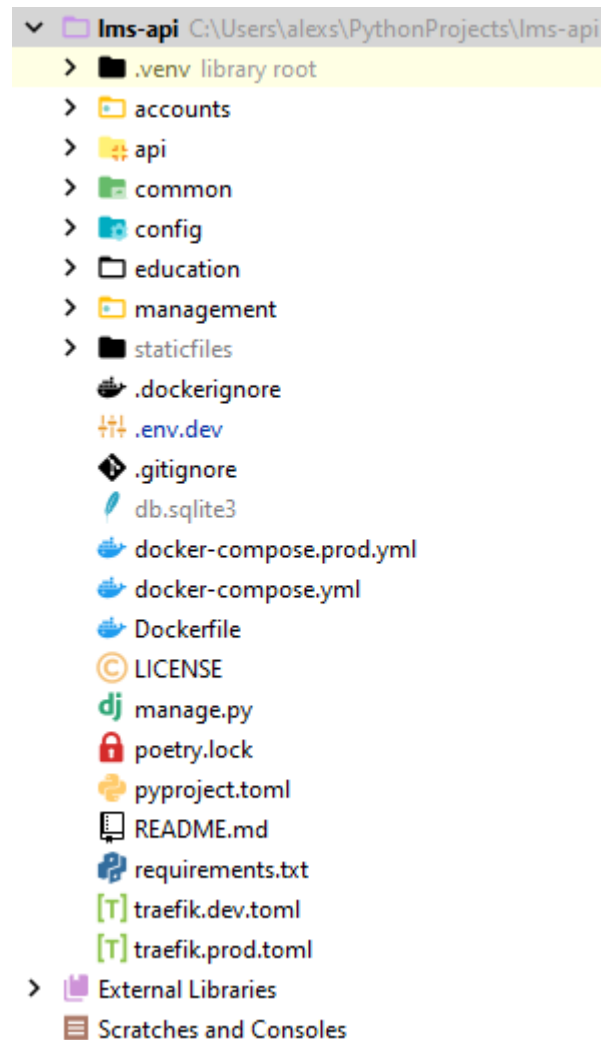 lms-api C:\Users\alexs\PythonProjects\lms-api
.venv library root
accounts
api
common
config
education
management
staticfiles
.dockerignore
.env.dev
.gitignore
db.sqlite3
docker-compose.prod.yml
docker-compose.yml
Dockerfile
LICENSE
dj manage.py
poetry.lock
pyproject.toml
README.md
requirements.txt
[T] traefik.dev.toml
[T] traefik.prod.toml
External Libraries
Scratches and Consoles